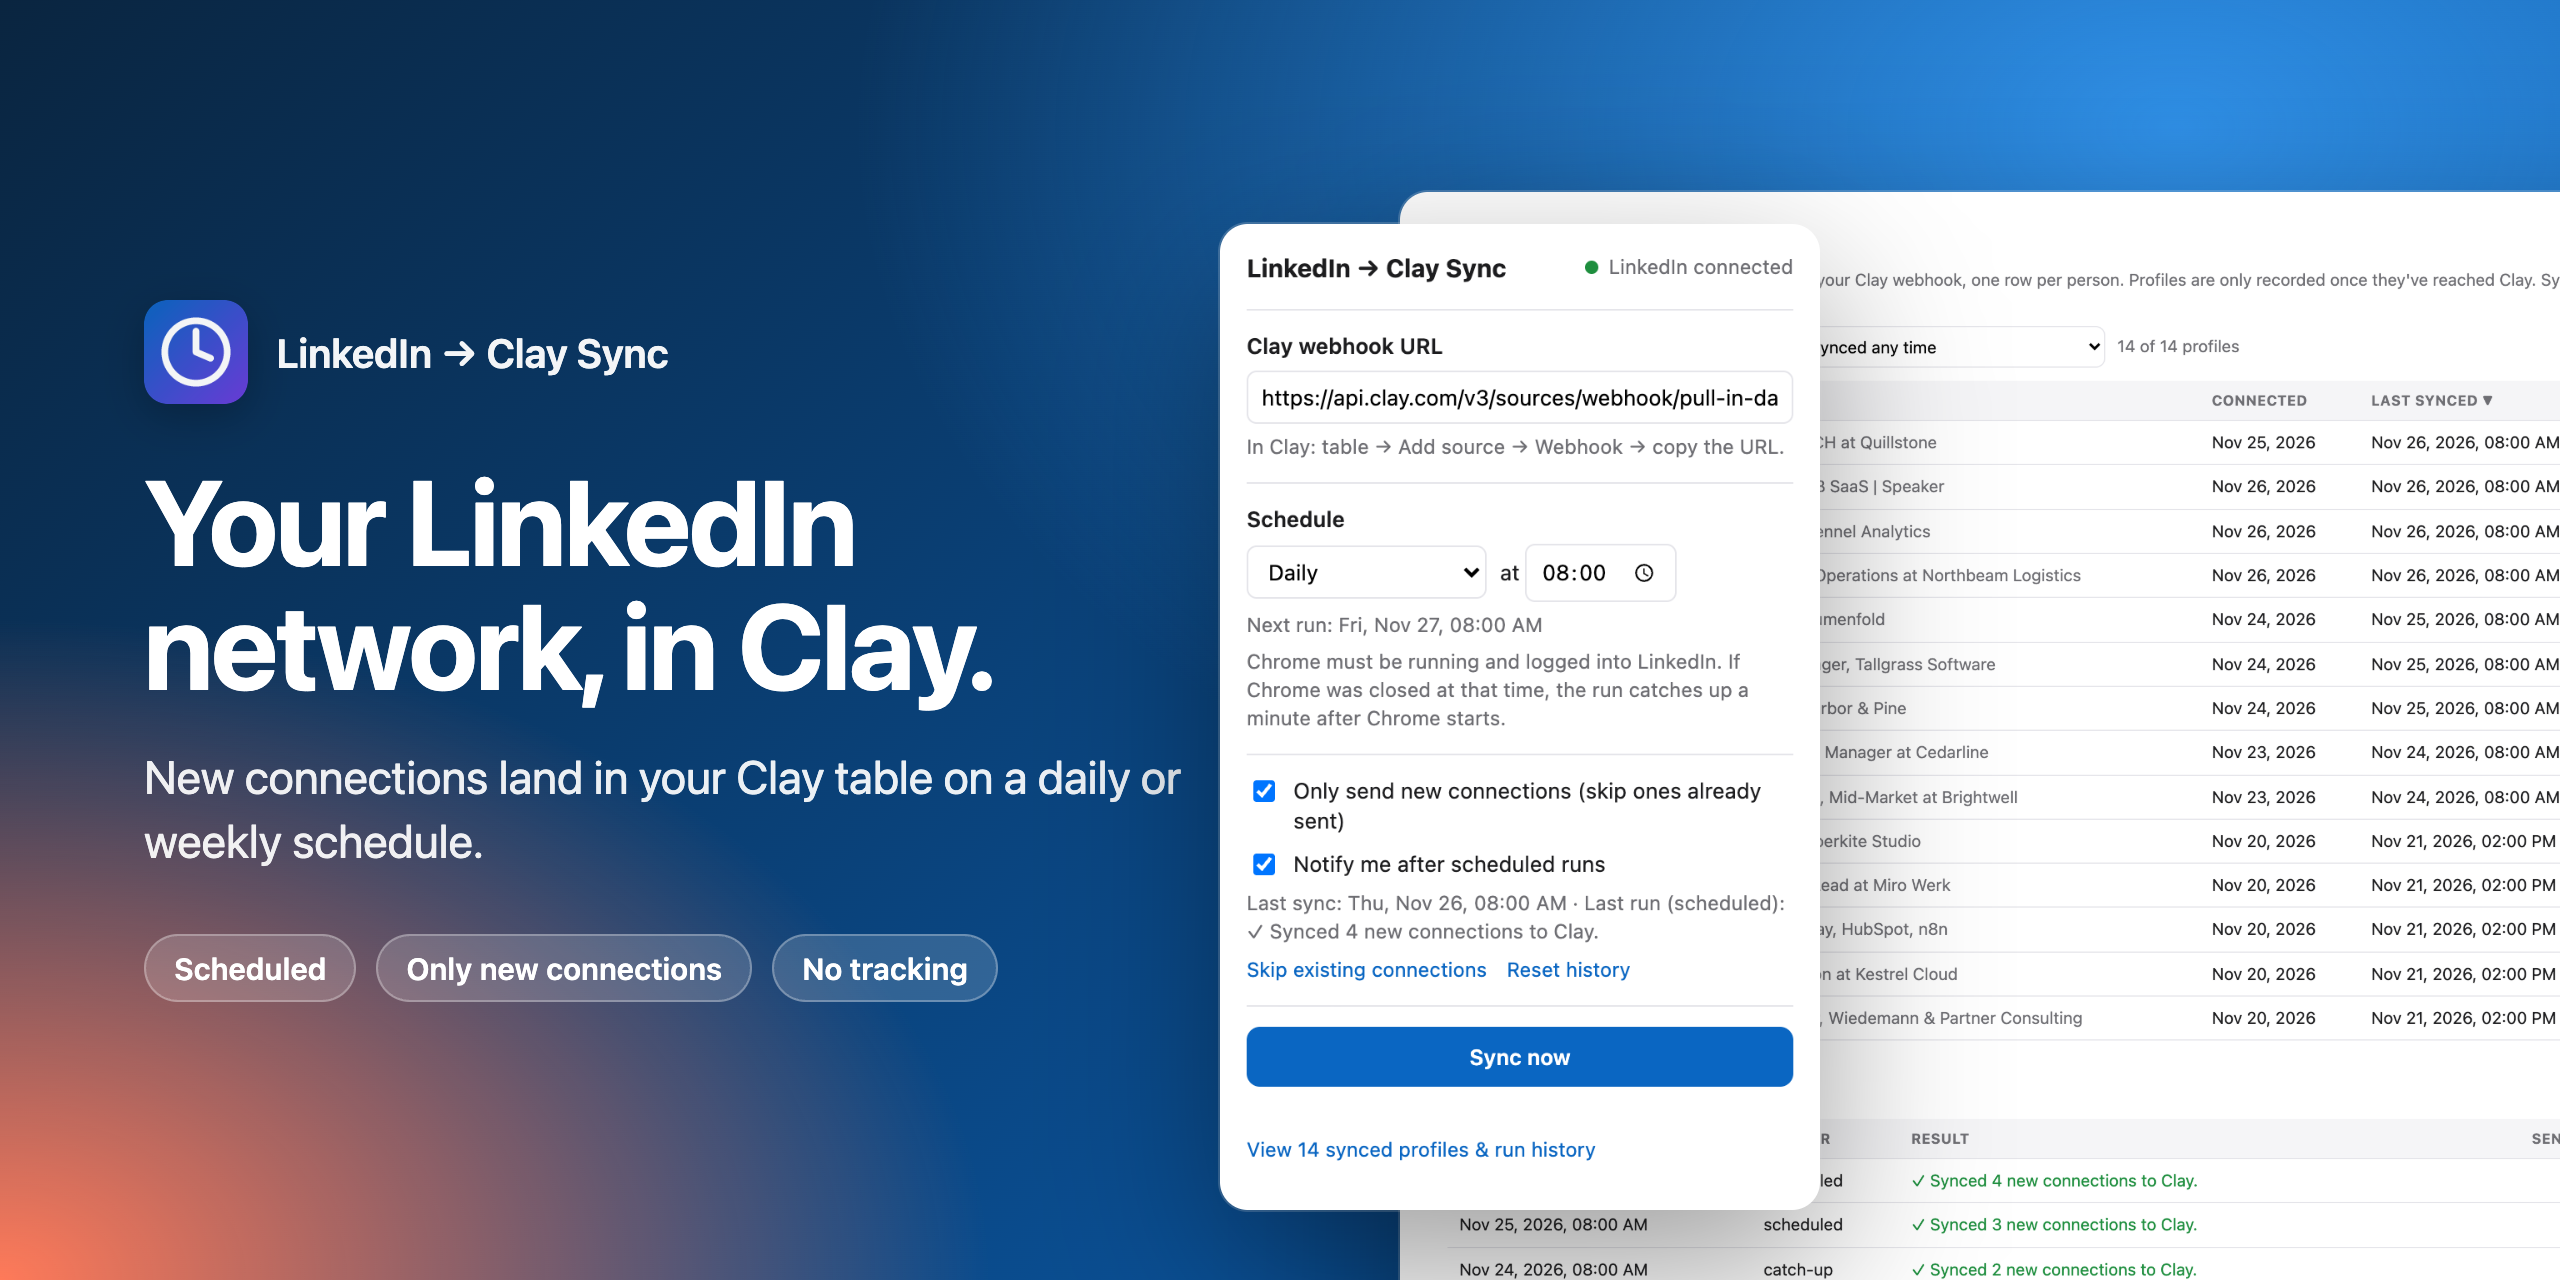 LinkedIn → Clay Sync
Your LinkedIn
network, in Clay.
New connections land in your Clay table on a daily or
weekly schedule.
Scheduled
Only new connections
No tracking
LinkedIn → Clay Sync
LinkedIn connected
Clay webhook URL
https://api.clay.com/v3/sources/webhook/pull-in-da
In Clay: table → Add source → Webhook → copy the URL.
Schedule
Daily at 08:00
Next run: Fri, Nov 27, 08:00 AM
Chrome must be running and logged into LinkedIn. If
Chrome was closed at that time, the run catches up a
minute after Chrome starts.
Only send new connections (skip ones already
sent)
Notify me after scheduled runs
Last sync: Thu, Nov 26, 08:00 AM · Last run (scheduled):
✓ Synced 4 new connections to Clay.
Skip existing connections Reset history
Sync now
View 14 synced profiles & run history
your Clay webhook, one row per person. Profiles are only recorded once they've reached Clay. Sy
any time 14 of 14 profiles
CONNECTED LAST SYNCED ▼
at Quillstone Nov 25, 2026 Nov 26, 2026, 08:00 AM
SaaS | Speaker Nov 26, 2026 Nov 26, 2026, 08:00 AM
Analytics Nov 26, 2026 Nov 26, 2026, 08:00 AM
Operations at Northbeam Logistics Nov 26, 2026 Nov 26, 2026, 08:00 AM
Nov 24, 2026 Nov 25, 2026, 08:00 AM
Tallgrass Software Nov 24, 2026 Nov 25, 2026, 08:00 AM
& Pine Nov 24, 2026 Nov 25, 2026, 08:00 AM
Manager at Cedarline Nov 23, 2026 Nov 24, 2026, 08:00 AM
, Mid-Market at Brightwell Nov 23, 2026 Nov 24, 2026, 08:00 AM
Studio Nov 20, 2026 Nov 21, 2026, 02:00 PM
at Miro Werk Nov 20, 2026 Nov 21, 2026, 02:00 PM
HubSpot, n8n Nov 20, 2026 Nov 21, 2026, 02:00 PM
at Kestrel Cloud Nov 20, 2026 Nov 21, 2026, 02:00 PM
, Wiedemann & Partner Consulting Nov 20, 2026 Nov 21, 2026, 02:00 PM
RESULT
✓ Synced 4 new connections to Clay.
Nov 25, 2026, 08:00 AM scheduled ✓ Synced 3 new connections to Clay.
Nov 24, 2026, 08:00 AM catch-up ✓ Synced 2 new connections to Clay.